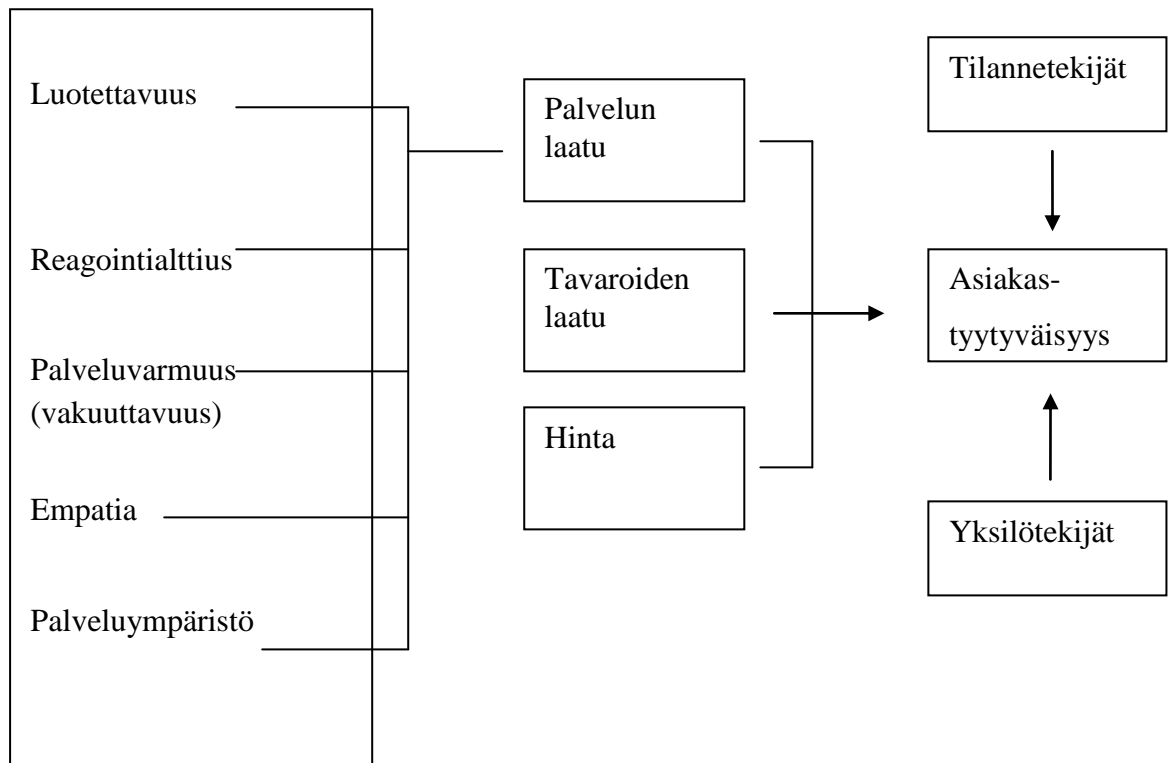 Luotettavuus
Reagointialttius
Palveluvarmuus
(vakuuttavuus)
Empatia
Palveluympäristö
Palvelun
laatu
Tavaroiden
laatu
Hinta
Tilannetekijät
Asiakas-
tyytyväisyys
Yksilötekijät